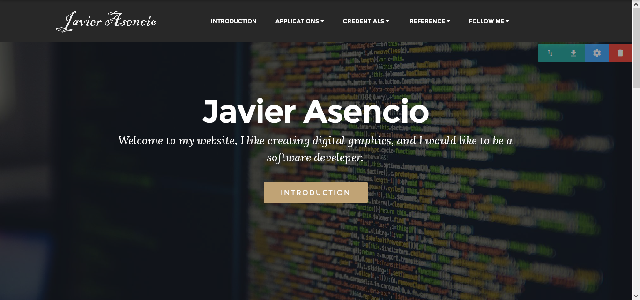 Javier Asencio
INTRODUCTION APPLICATIONS CREDENTIALS REFERENCE FOLLOW ME
Javier Asencio
Welcome to my website, I like creating digital graphics, and I would like to be a
software developer.
INTRODUCTION